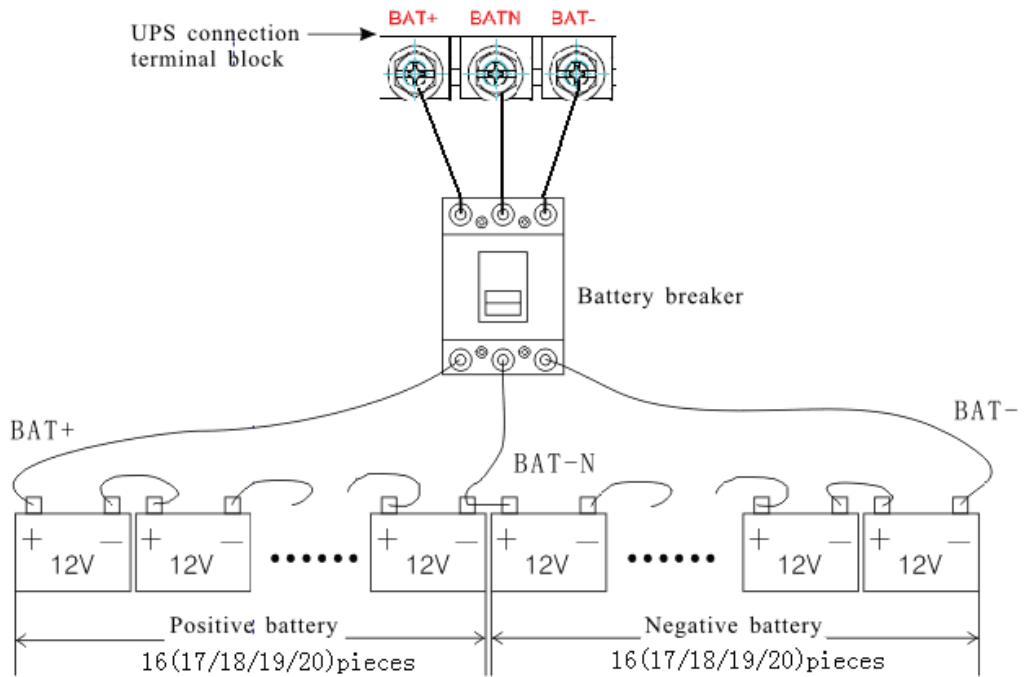 BAT+ BATN BAT-
UPS connection
terminal block
Battery breaker
BAT+
BAT-N
BAT-
+ — + — + — + — + — + —
12V 12V ...... 12V 12V ...... 12V 12V
Positive battery
16(17/18/19/20)pieces
Negative battery
16(17/18/19/20)pieces